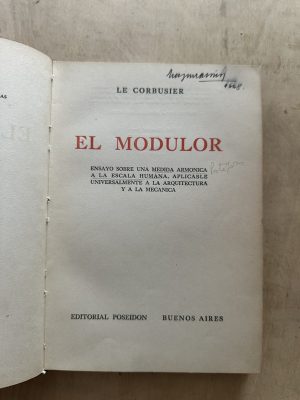 LE CORBUSIER
EL MODULOR
ENSAYO SOBRE UNA MEDIDA ARMONICA
A LA ESCALA HUMANA, APLICABLE
UNIVERSALMENTE A LA ARQUITECTURA
Y A LA MECANICA
EDITORIAL POSEIDON BUENOS AIRES